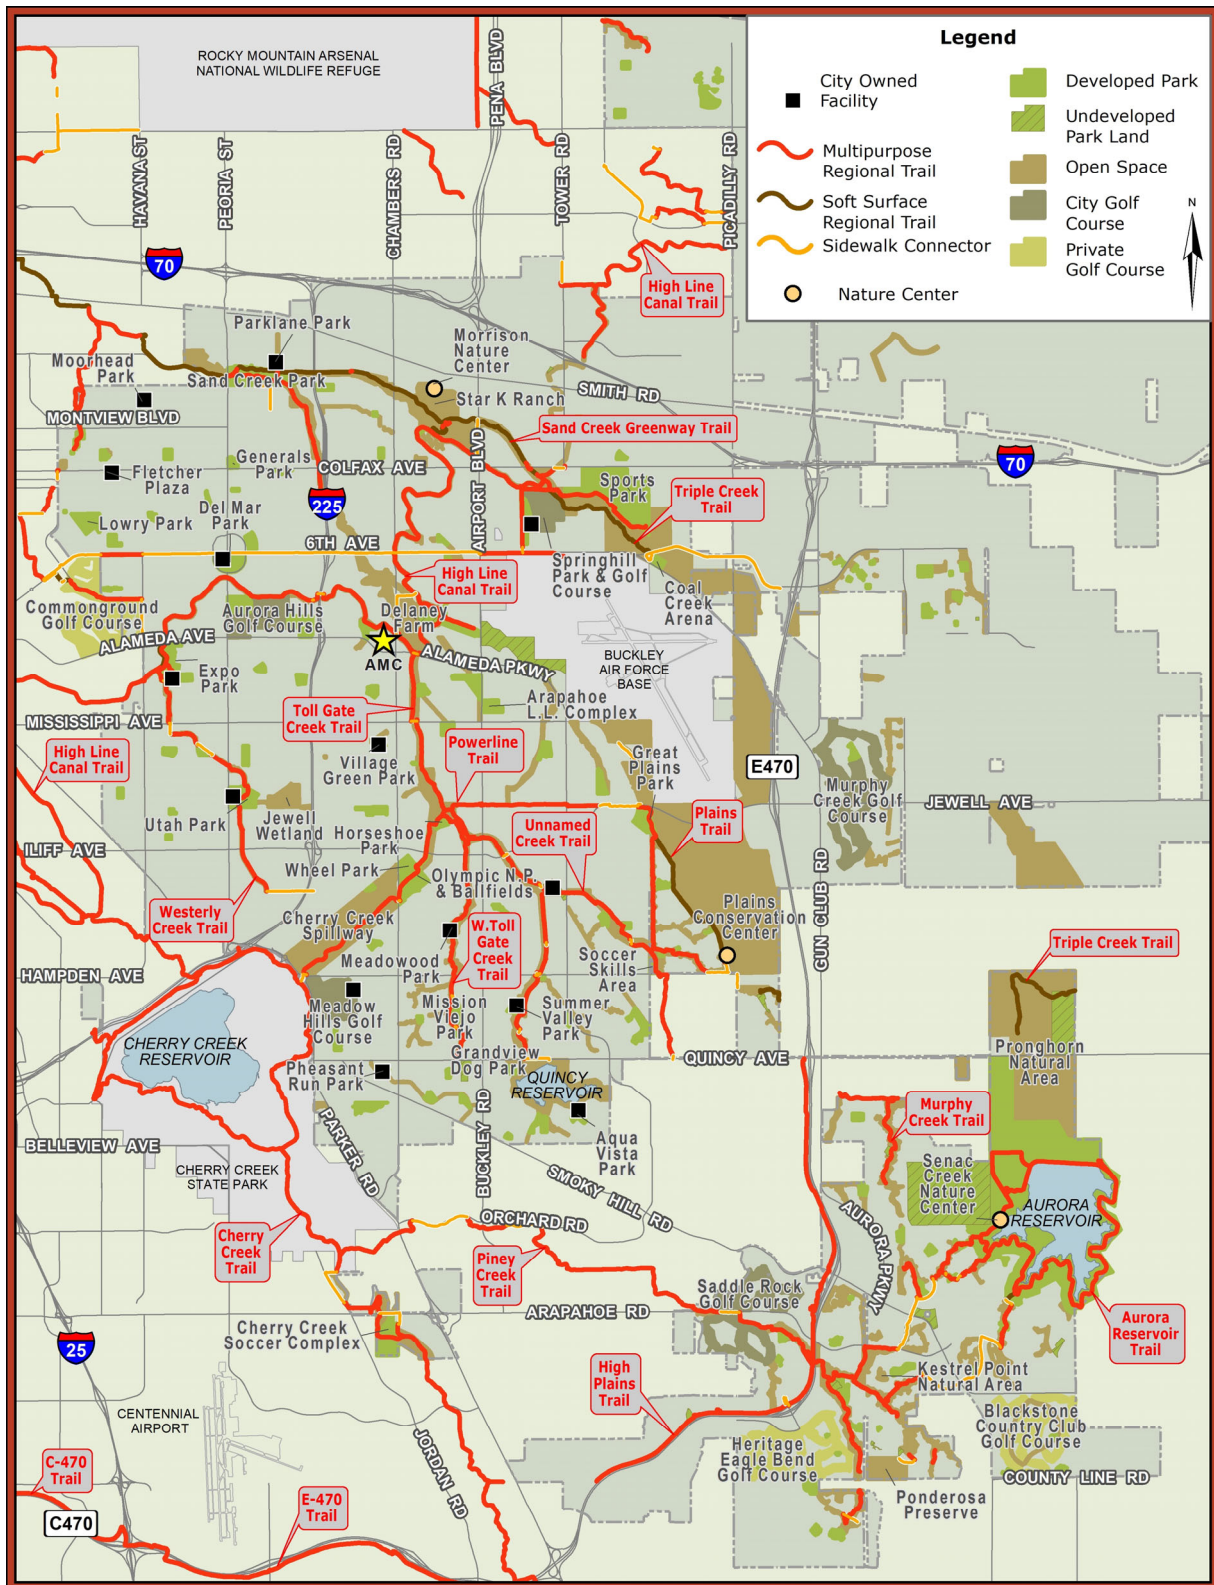 ROCKY MOUNTAIN ARSENAL
NATIONAL WILDLIFE REFUGE
PENA BLVD
Legend
City Owned
Facility
Multipurpose
Regional Trail
Soft Surface
Regional Trail
Sidewalk Connector
Nature Center
Developed Park
Undeveloped
Park Land
Open Space
City Golf
Course
Private
Golf Course
N
HAVANA ST
PEORIA ST
CHAMBERS RD
TOWER RD
PICADILLY RD
70
High Line
Canal Trail
Parklane Park
Morrison
Nature
Center
Moorhead
Park
Sand Creek Park
Star K Ranch
SMITH RD
MONTVIEW BLVD
Sand Creek Greenway Trail
AIRPORT BLVD
Generals
Park
COLFAX AVE
Fletcher
Plaza
70
Sports
Park
Triple Creek
Trail
225
Del Mar
Park
Lowry Park
6TH AVE
High Line
Canal Trail
Springhill
Park & Golf
Course
Coal
Creek
Arena
Commonground
Golf Course
Aurora Hills
Golf Course
Delaney
Farm
ALAMEDA AVE
AMC
ALAMEDA PKWY
BUCKLEY
AIR FORCE
BASE
Expo
Park
Arapahoe
L.L. Complex
MISSISSIPPI AVE
Toll Gate
Creek Trail
High Line
Canal Trail
Powerline
Trail
Village
Green Park
Great
Plains
Park
E470
Murphy
Creek Golf
Course
JEWELL AVE
Utah Park
Jewell
Wetland
Horseshoe
Park
Unnamed
Creek Trail
Plains
Trail
ILIFF AVE
Wheel Park
Olympic N.P.
& Ballfields
GUN CLUB RD
Westerly
Creek Trail
Cherry Creek
Spillway
W.Toll
Gate
Creek
Trail
Plains
Conservation
Center
Triple Creek Trail
HAMPDEN AVE
Meadowood
Park
Soccer
Skills
Area
Meadow
Hills Golf
Course
Mission
Viejo
Park
Summer
Valley
Park
CHERRY CREEK
RESERVOIR
Pronghorn
Natural
Area
QUINCY AVE
Grandview
Dog Park
Pheasant
Run Park
QUINCY
RESERVOIR
BUCKLEY RD
Murphy
Creek Trail
PARKER RD
BELLEVIEW AVE
Aqua
Vista
Park
Senac
Creek
Nature
Center
CHERRY CREEK
STATE PARK
SMOKY HILL RD
AURORA
RESERVOIR
ORCHARD RD
AURORA PKWY
Cherry
Creek
Trail
Piney
Creek
Trail
Saddle Rock
Golf Course
ARAPAHOE RD
Aurora
Reservoir
Trail
25
Cherry Creek
Soccer Complex
High
Plains
Trail
Kestrel Point
Natural Area
CENTENNIAL
AIRPORT
Blackstone
Country Club
Golf Course
JORDAN RD
Heritage
Eagle Bend
Golf Course
C-470
Trail
COUNTY LINE RD
E-470
Trail
Ponderosa
Preserve
C470